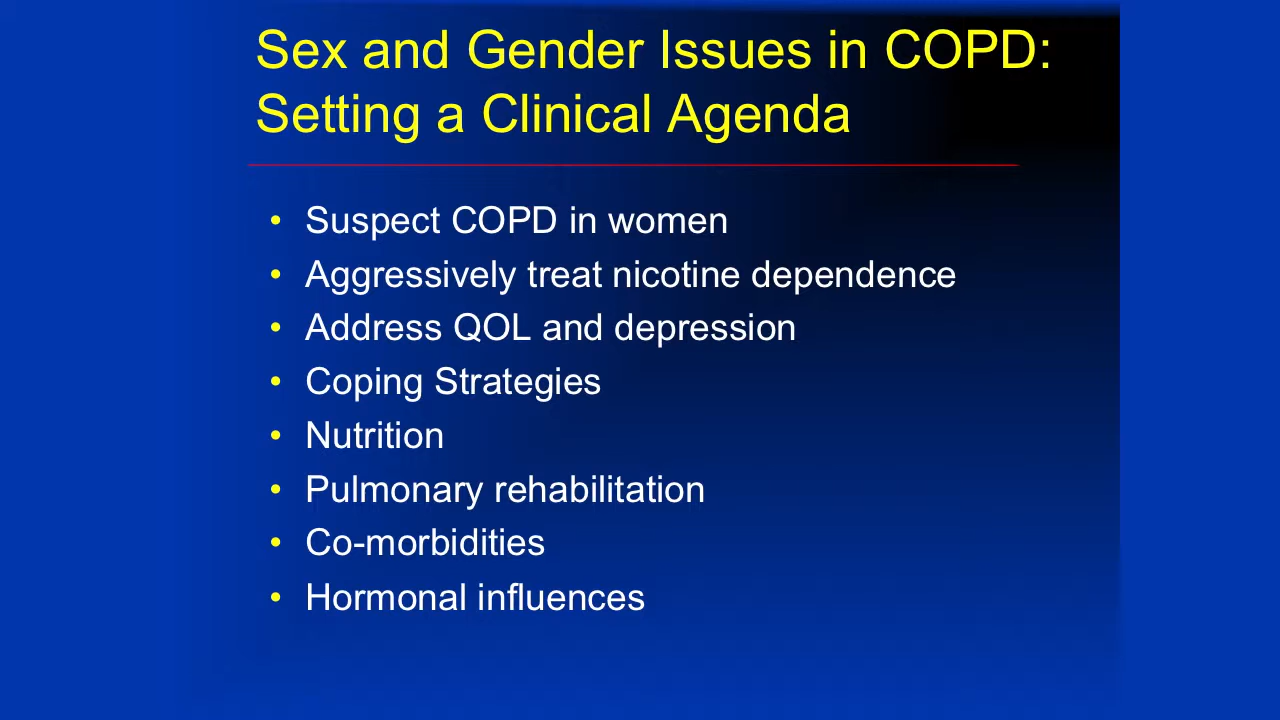 Sex and Gender Issues in COPD:
Setting a Clinical Agenda
• Suspect COPD in women
• Aggressively treat nicotine dependence
• Address QOL and depression
• Coping Strategies
• Nutrition
• Pulmonary rehabilitation
• Co-morbidities
• Hormonal influences